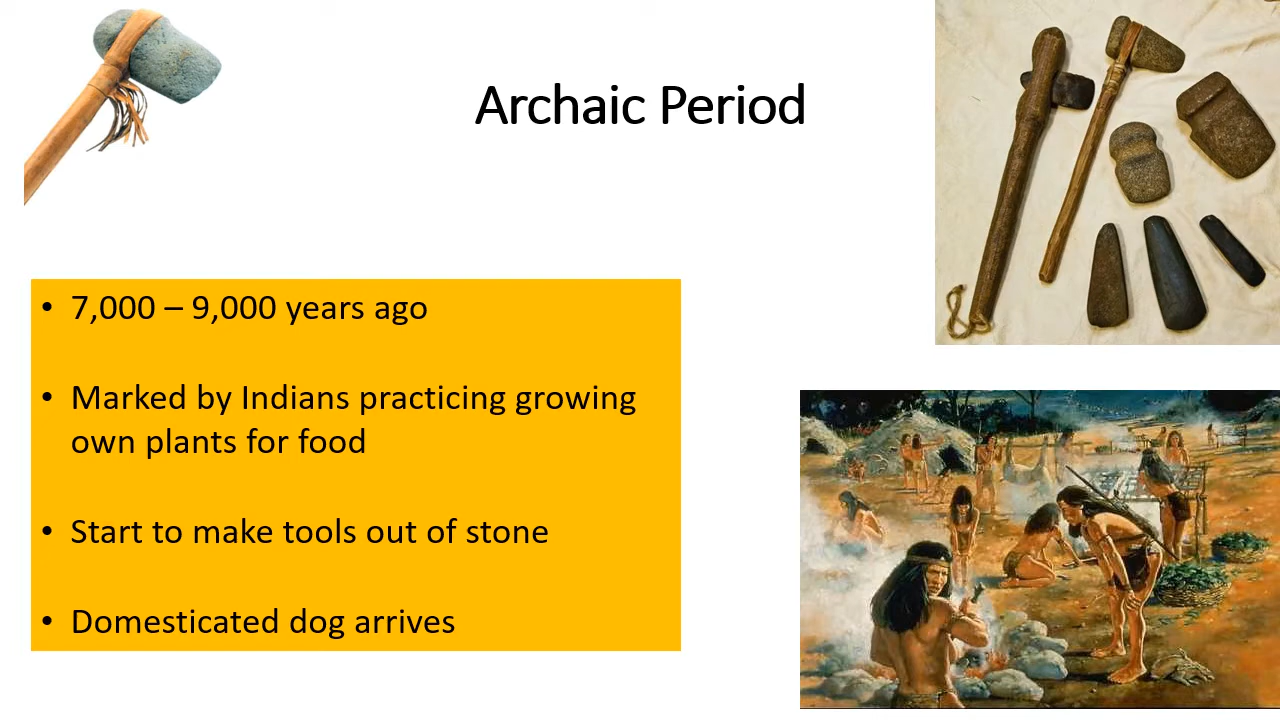 Archaic Period
• 7,000 – 9,000 years ago
• Marked by Indians practicing growing
own plants for food
• Start to make tools out of stone
• Domesticated dog arrives